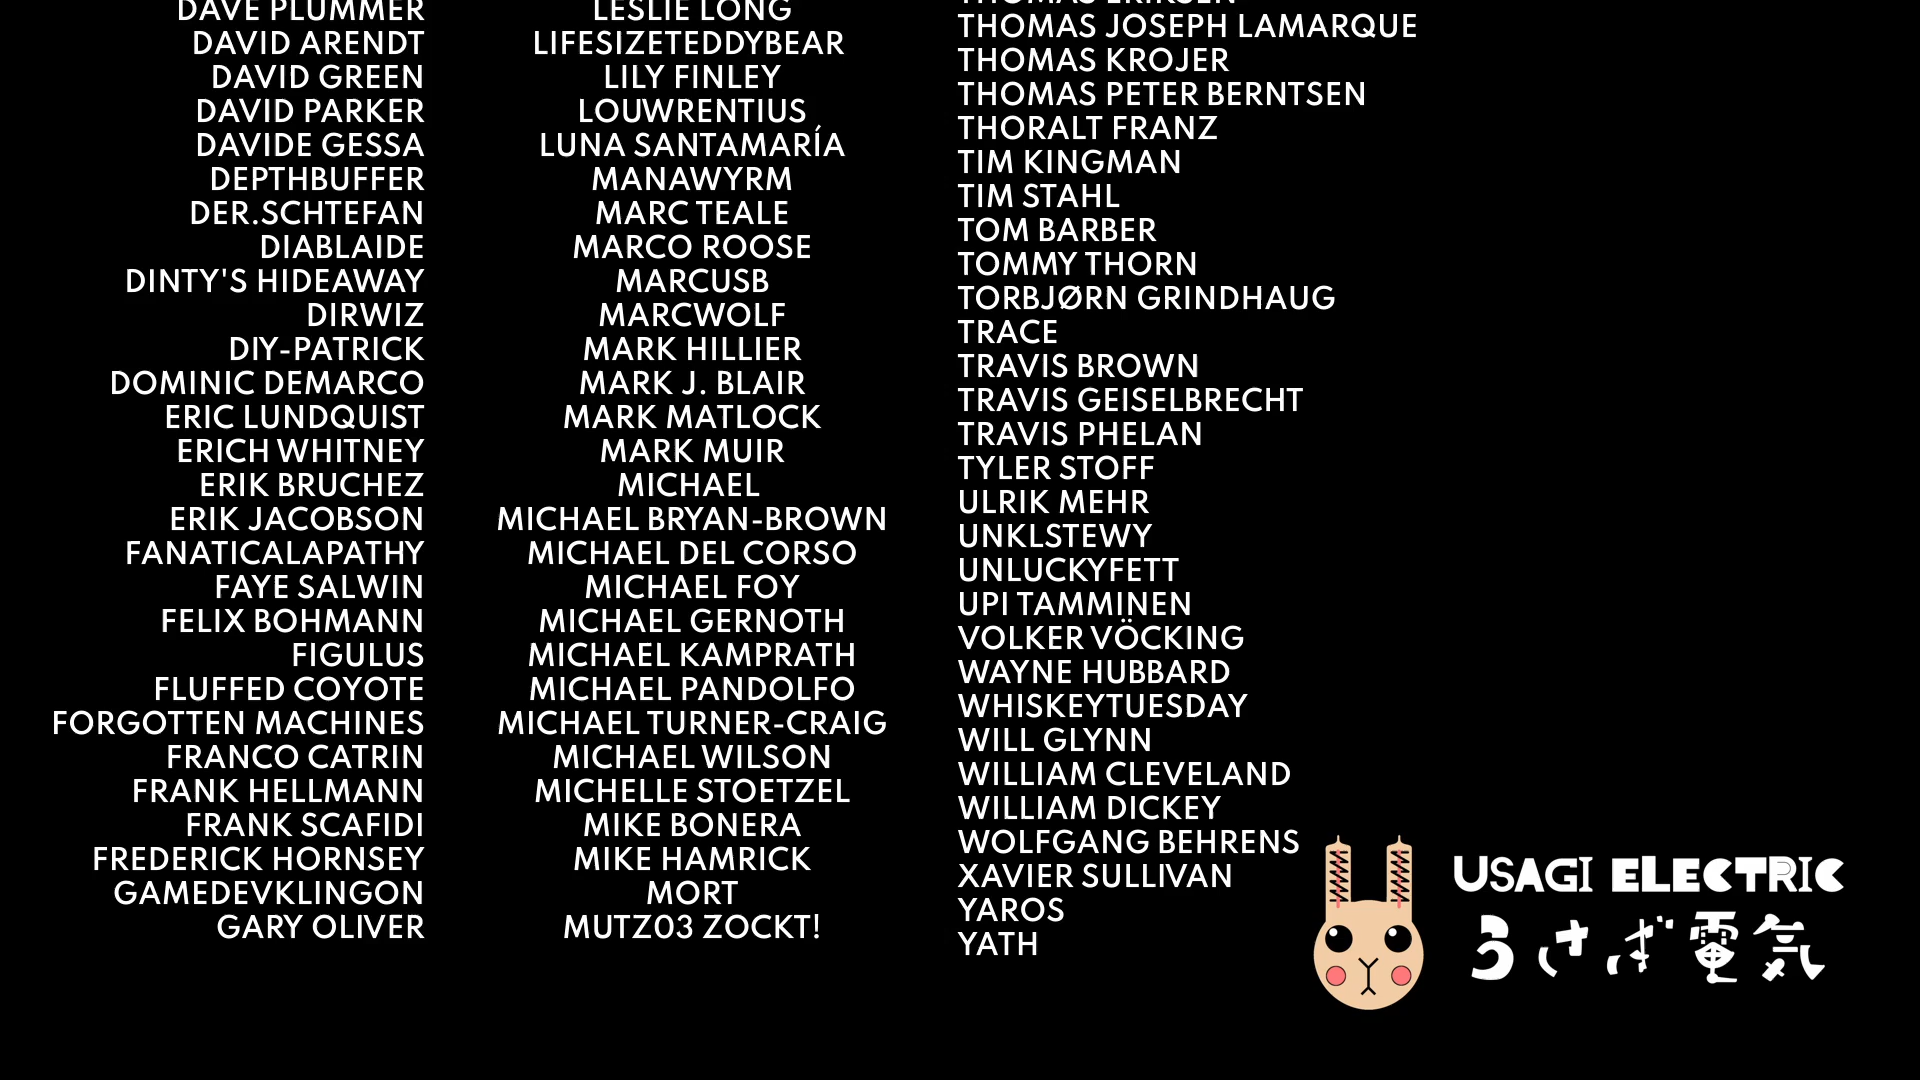 DAVE PLUMMER
DAVID ARENDT
DAVID GREEN
DAVID PARKER
DAVIDE GESSA
DEPTHBUFFER
DER.SCHTEFAN
DIABLAIDE
DINTY'S HIDEAWAY
DIRWIZ
DIY-PATRICK
DOMINIC DEMARCO
ERIC LUNDQUIST
ERICH WHITNEY
ERIK BRUCHEZ
ERIK JACOBSON
FANATICALAPATHY
FAYE SALWIN
FELIX BOHMANN
FIGULUS
FLUFFED COYOTE
FORGOTTEN MACHINES
FRANCO CATRIN
FRANK HELLMANN
FRANK SCAFIDI
FREDERICK HORNSEY
GAMEDEVKLINGON
GARY OLIVER
LESLIE LONG
LIFESIZETEDDYBEAR
LILY FINLEY
LOUWRENTIUS
LUNA SANTAMARÍA
MANAWYRM
MARC TEALE
MARCO ROOSE
MARCUSB
MARCWOLF
MARK HILLIER
MARK J. BLAIR
MARK MATLOCK
MARK MUIR
MICHAEL
MICHAEL BRYAN-BROWN
MICHAEL DEL CORSO
MICHAEL FOY
MICHAEL GERNOTH
MICHAEL KAMPRATH
MICHAEL PANDOLFO
MICHAEL TURNER-CRAIG
MICHAEL WILSON
MICHELLE STOETZEL
MIKE BONERA
MIKE HAMRICK
MORT
MUTZ03 ZOCKT!
THOMAS ERIKSEN
THOMAS JOSEPH LAMARQUE
THOMAS KROJER
THOMAS PETER BERNTSEN
THORALT FRANZ
TIM KINGMAN
TIM STAHL
TOM BARBER
TOMMY THORN
TORBJØRN GRINDHAUG
TRACE
TRAVIS BROWN
TRAVIS GEISELBRECHT
TRAVIS PHELAN
TYLER STOFF
ULRIK MEHR
UNKLSTEWY
UNLUCKYFETT
UPI TAMMINEN
VOLKER VÖCKING
WAYNE HUBBARD
WHISKEYTUESDAY
WILL GLYNN
WILLIAM CLEVELAND
WILLIAM DICKEY
WOLFGANG BEHRENS
XAVIER SULLIVAN
YAROS
YATH
USAGI ELECTRIC
うさぎ電気